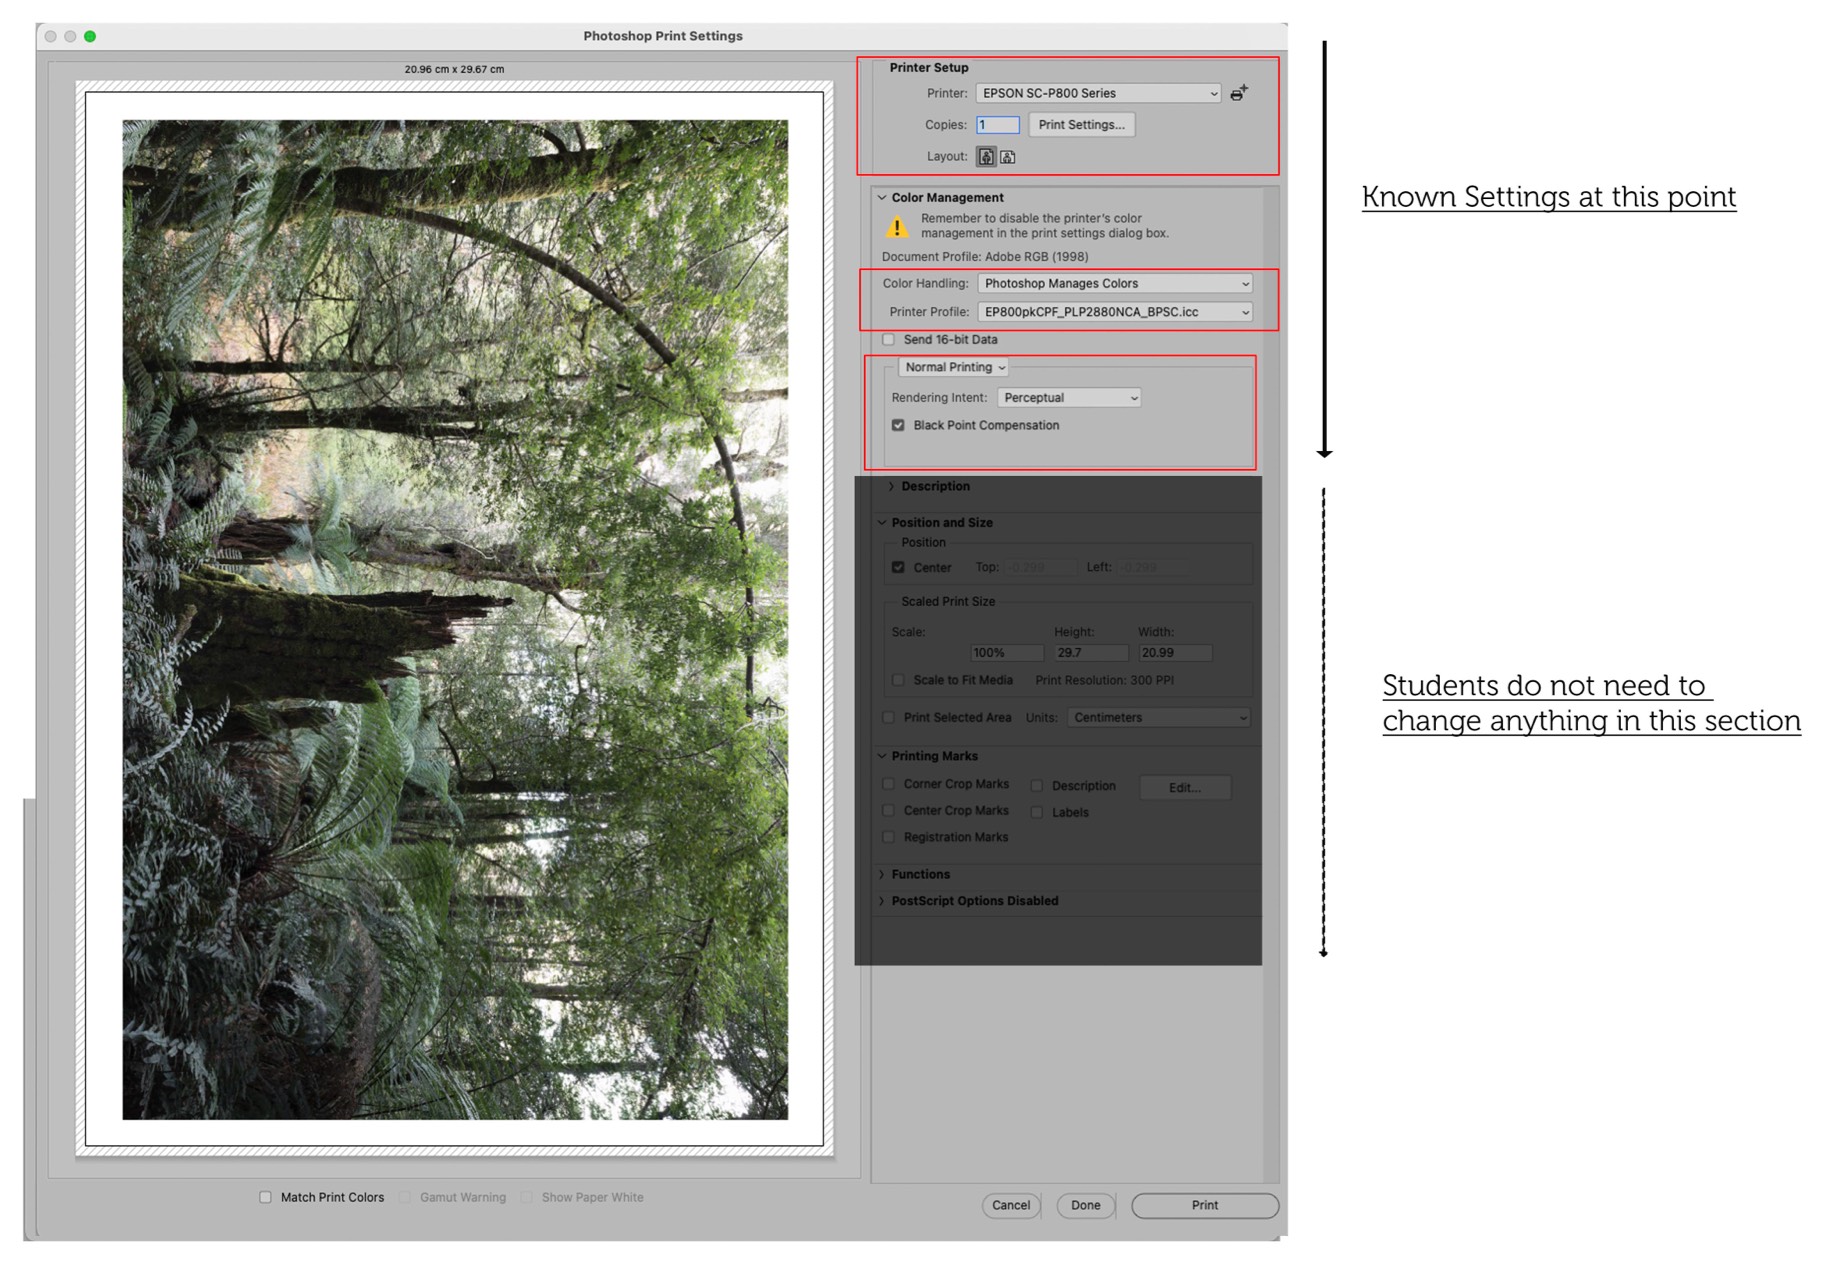 Photoshop Print Settings
20.96 cm x 29.67 cm
Printer Setup
Printer: EPSON SC-P800 Series
Copies: 1 Print Settings...
Layout:
Color Management
Remember to disable the printer's color
management in the print settings dialog box.
Document Profile: Adobe RGB (1998)
Color Handling: Photoshop Manages Colors
Printer Profile: EP800pkCPF_PLP2880NCA_BPSC.icc
Send 16-bit Data
Normal Printing
Rendering Intent: Perceptual
Black Point Compensation
Description
Position and Size
Position
Center Top: -0.299 Left: -0.299
Scaled Print Size
Scale: Height: Width:
100% 29.7 20.99
Scale to Fit Media Print Resolution: 300 PPI
Print Selected Area Units: Centimeters
Printing Marks
Corner Crop Marks Description Edit...
Center Crop Marks Labels
Registration Marks
Functions
PostScript Options Disabled
Match Print Colors Gamut Warning Show Paper White
Cancel Done Print
Known Settings at this point
Students do not need to
change anything in this section